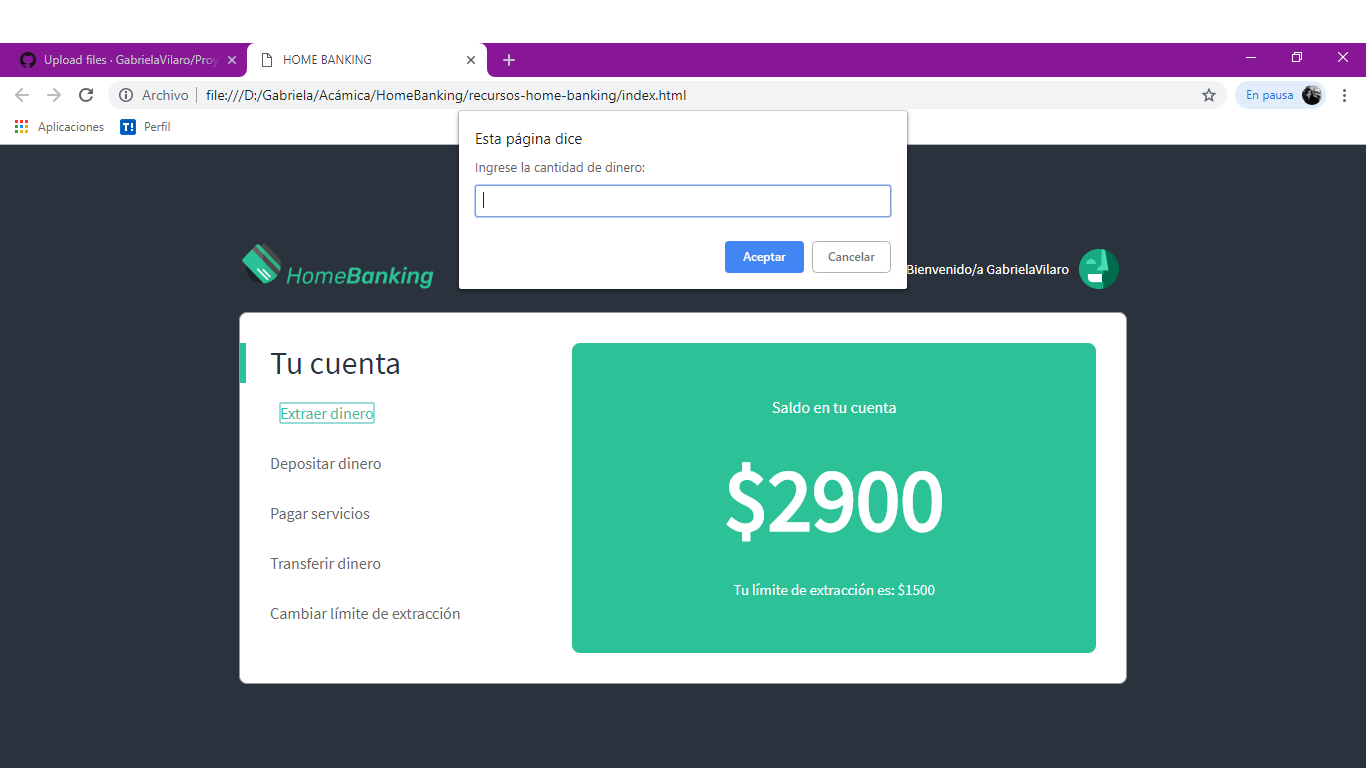 Upload files · GabrielaVilaro/Proy
HOME BANKING
Archivo
file:///D:/Gabriela/Acámica/HomeBanking/recursos-home-banking/index.html
En pausa
Aplicaciones
T!
Perfil
Esta página dice
Ingrese la cantidad de dinero:
Aceptar
Cancelar
HomeBanking
Bienvenido/a GabrielaVilaro
Tu cuenta
Extraer dinero
Depositar dinero
Pagar servicios
Transferir dinero
Cambiar límite de extracción
Saldo en tu cuenta
$2900
Tu límite de extracción es: $1500